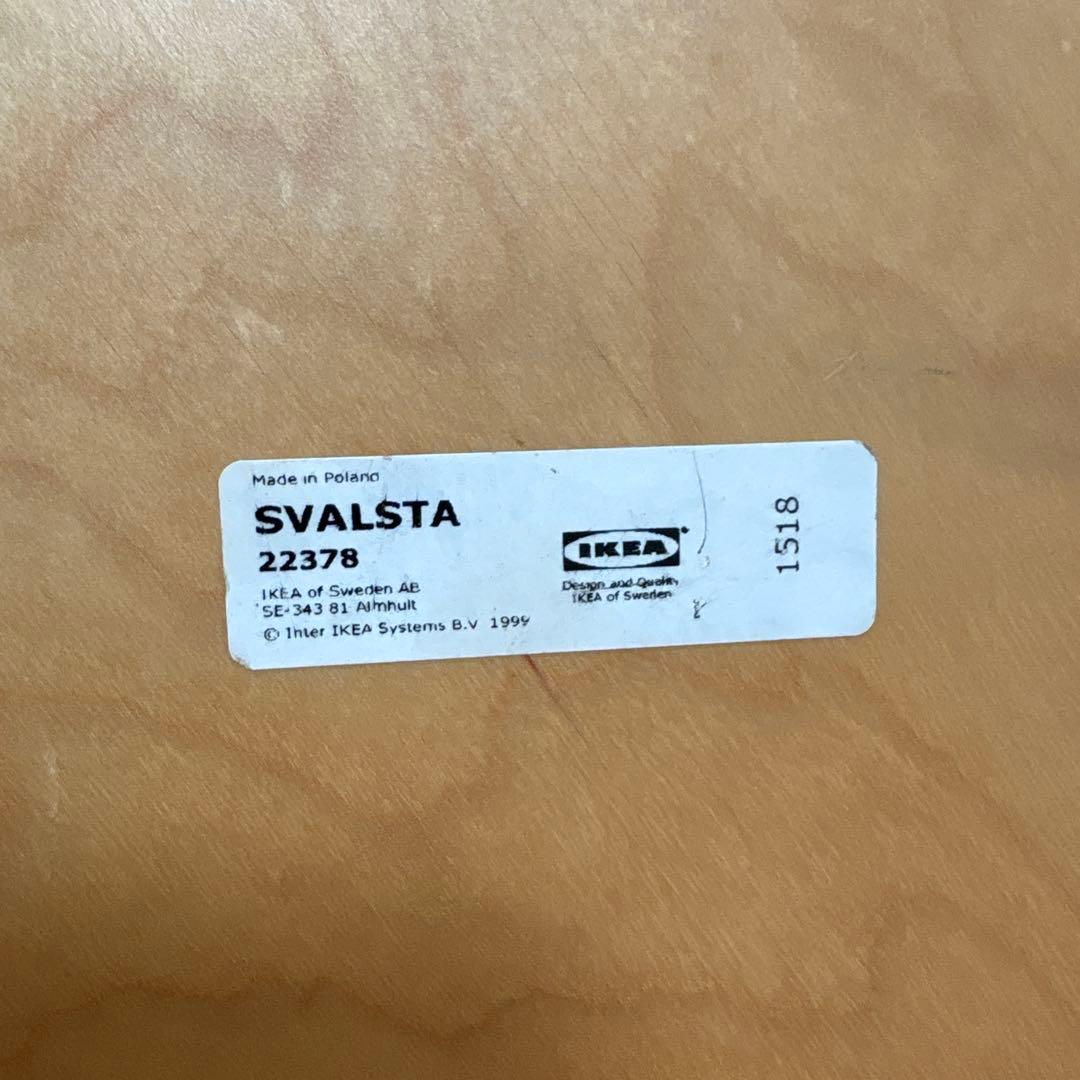 Made in Poland
SVALSTA
22378
IKEA of Sweden AB
SE-343 81 Älmhult
© Inter IKEA Systems B.V 1999
IKEA®
Design and Quality
IKEA of Sweden
1518